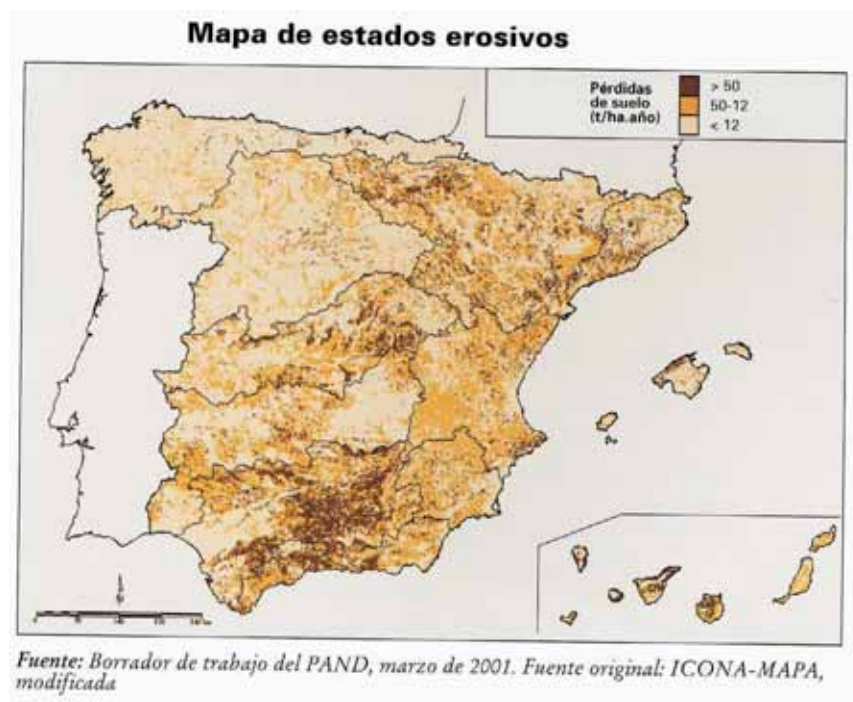 Mapa de estados erosivos
Pérdidas
de suelo
(t/ha.año)
> 50
50-12
< 12
Fuente: Borrador de trabajo del PAND, marzo de 2001. Fuente original: ICONA-MAPA,
modificada